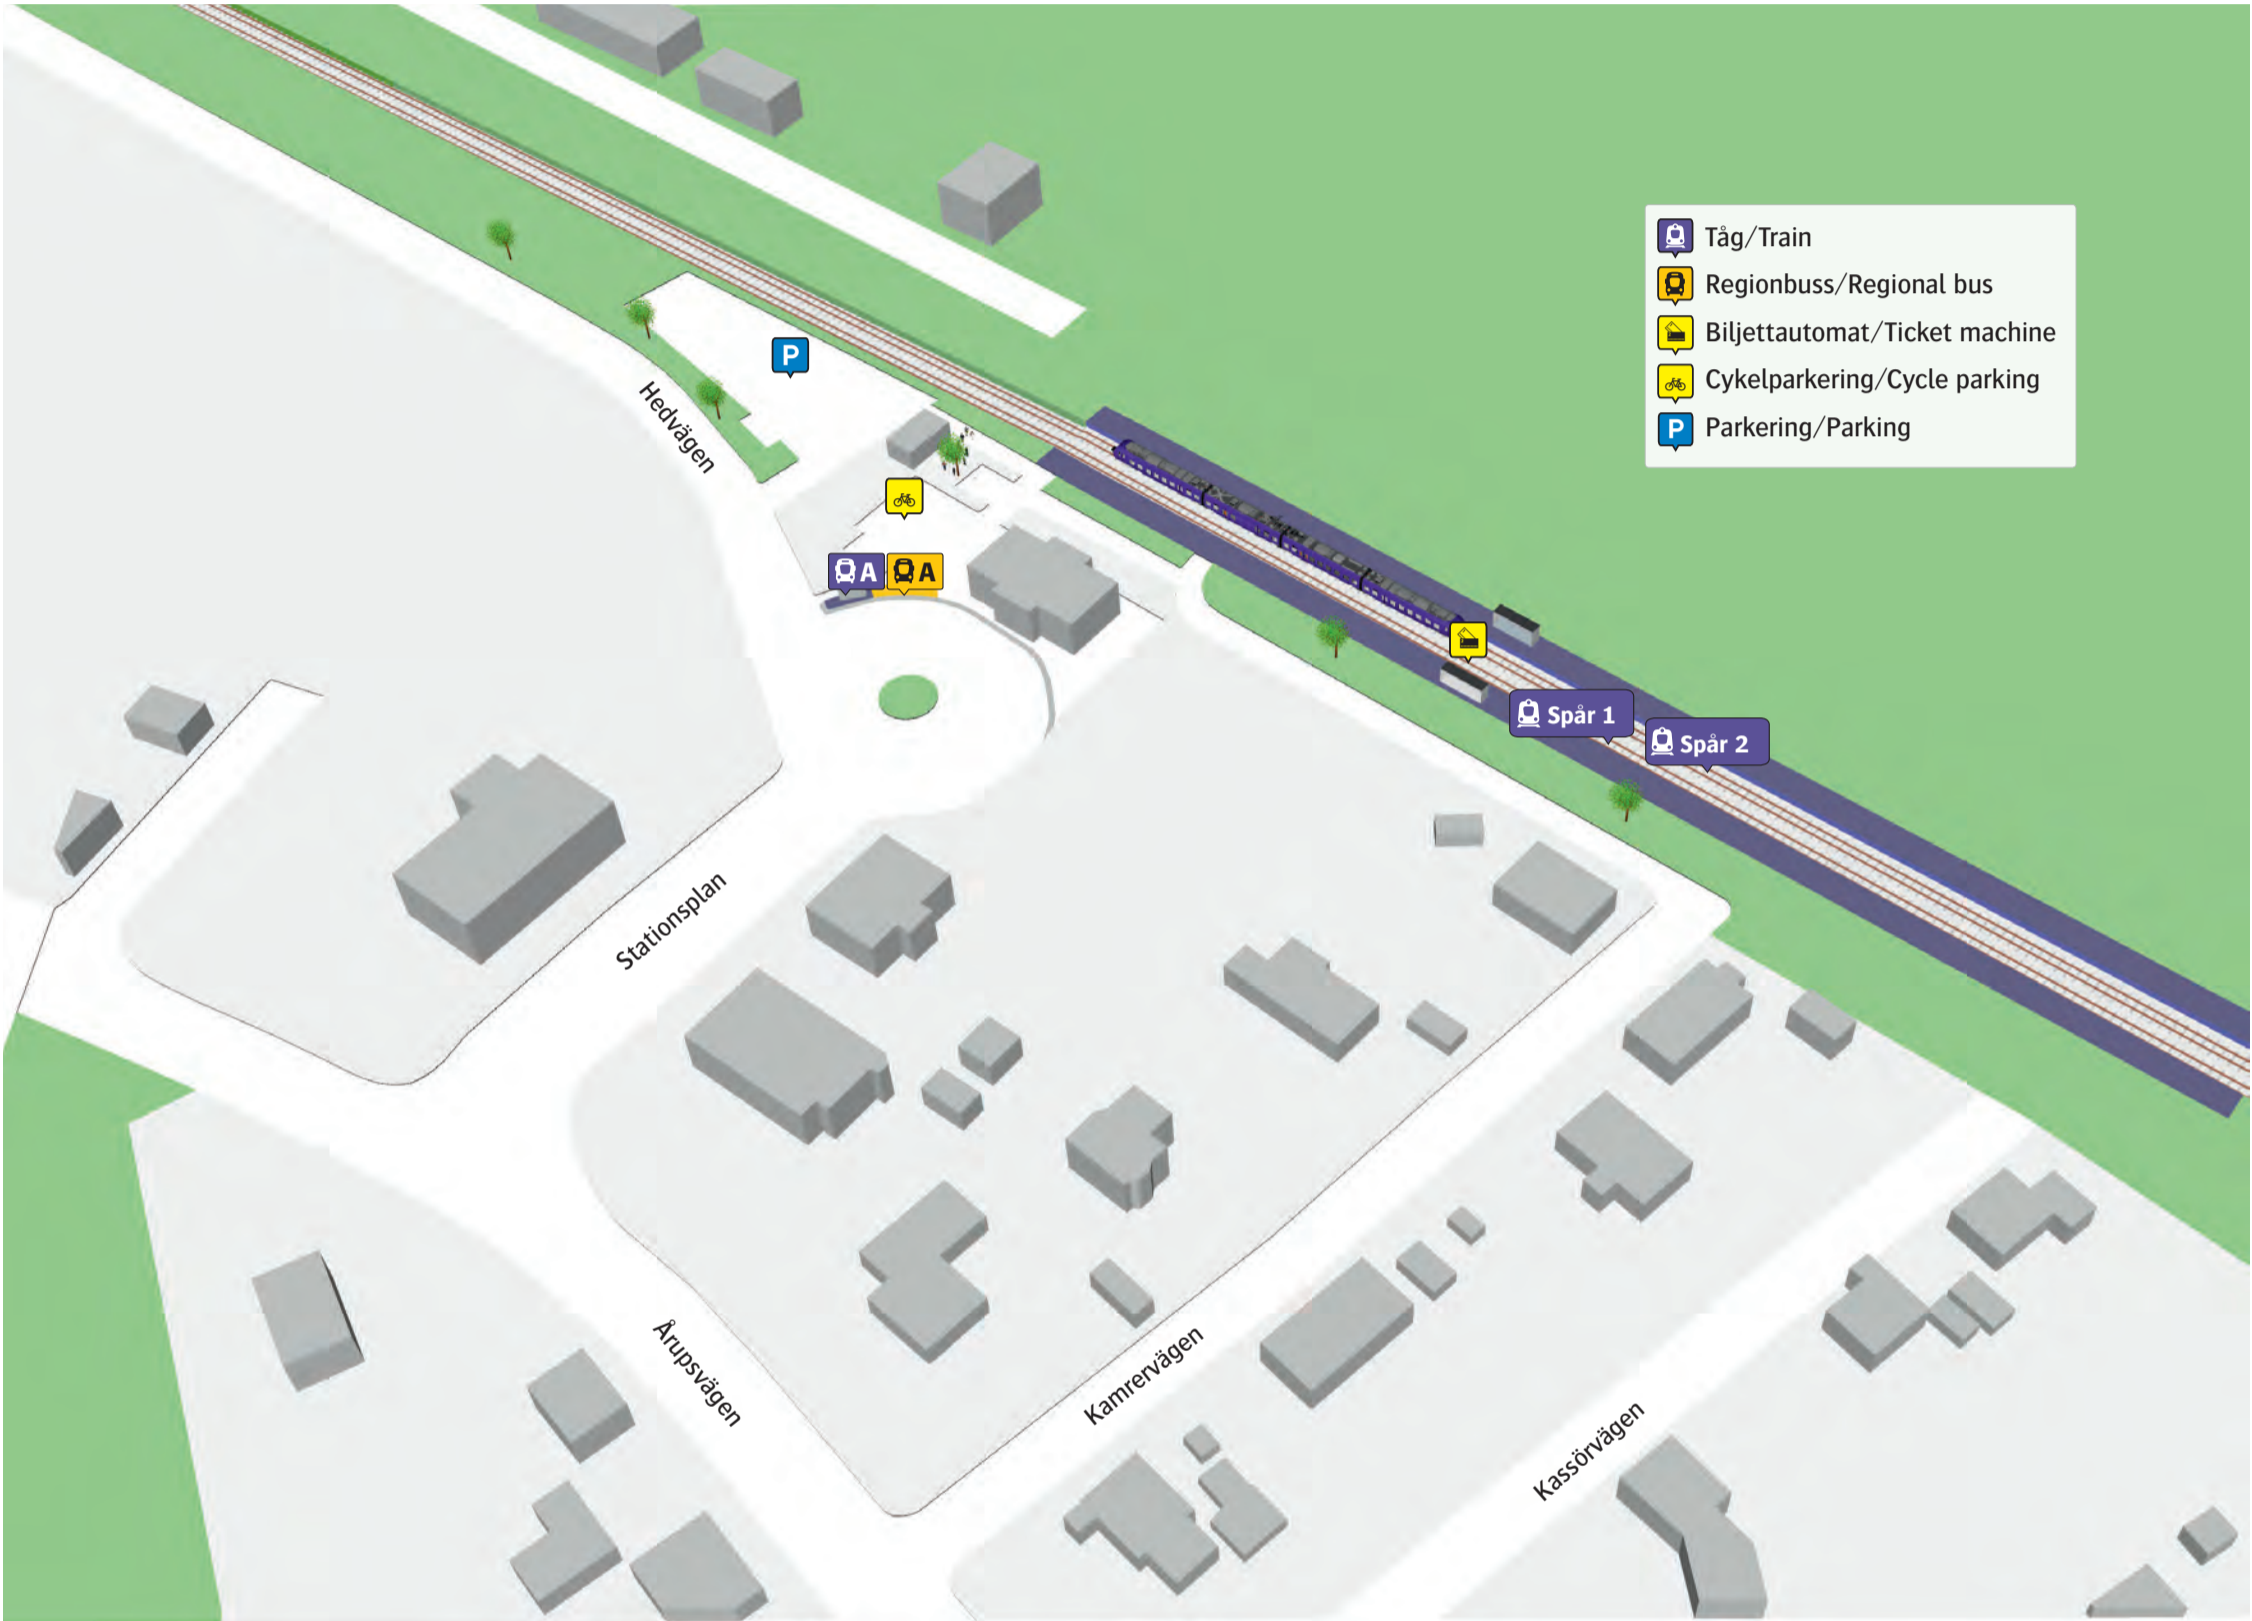 Tåg/Train
Regionbuss/Regional bus
Biljettautomat/Ticket machine
Cykelparkering/Cycle parking
P Parkering/Parking
P
Hedvägen
A A
Spår 1
Spår 2
Stationsplan
Årupsvägen
Kamrervägen
Kassörvägen